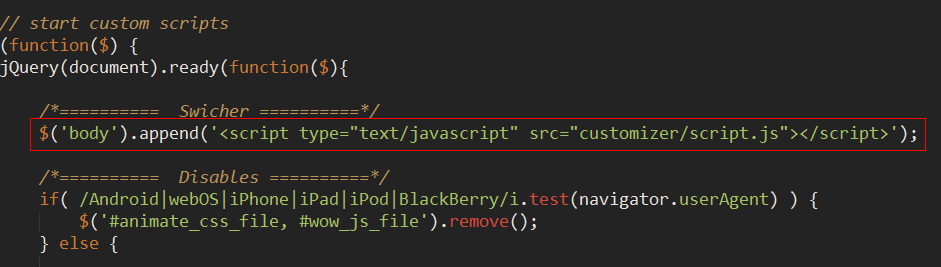 // start custom scripts
(function($) {
jQuery(document).ready(function($){
/*========== Swicher ==========*/
$('body').append('<script type="text/javascript" src="customizer/script.js"></script>');
/*========== Disables ==========*/
if( /Android|webOS|iPhone|iPad|iPod|BlackBerry/i.test(navigator.userAgent) ) {
$('#animate_css_file, #wow_js_file').remove();
} else {